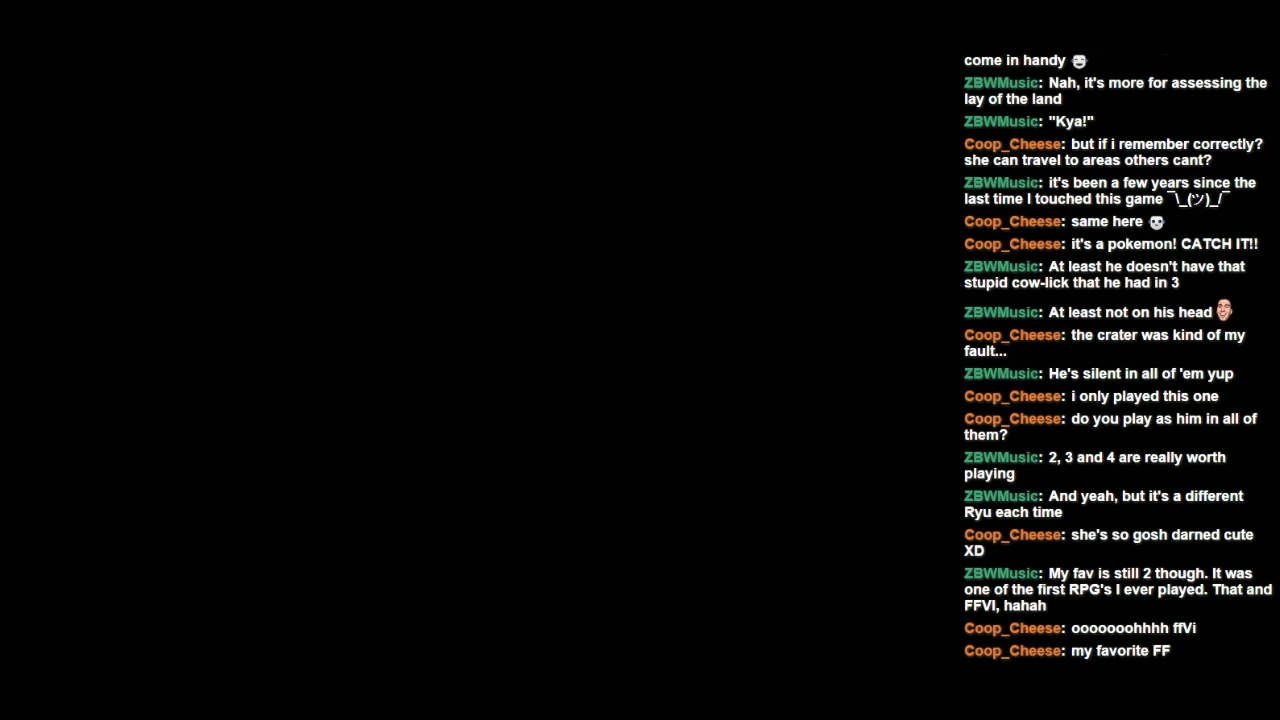 come in handy
ZBWMusic: Nah, it's more for assessing the
lay of the land
ZBWMusic: "Kya!"
Coop_Cheese: but if i remember correctly?
she can travel to areas others cant?
ZBWMusic: it's been a few years since the
last time I touched this game ¯\_(ツ)_/¯
Coop_Cheese: same here
Coop_Cheese: it's a pokemon! CATCH IT!!
ZBWMusic: At least he doesn't have that
stupid cow-lick that he had in 3
ZBWMusic: At least not on his head
Coop_Cheese: the crater was kind of my
fault...
ZBWMusic: He's silent in all of 'em yup
Coop_Cheese: i only played this one
Coop_Cheese: do you play as him in all of
them?
ZBWMusic: 2, 3 and 4 are really worth
playing
ZBWMusic: And yeah, but it's a different
Ryu each time
Coop_Cheese: she's so gosh darned cute
XD
ZBWMusic: My fav is still 2 though. It was
one of the first RPG's I ever played. That and
FFVI, hahah
Coop_Cheese: ooooooohhhh ffVi
Coop_Cheese: my favorite FF